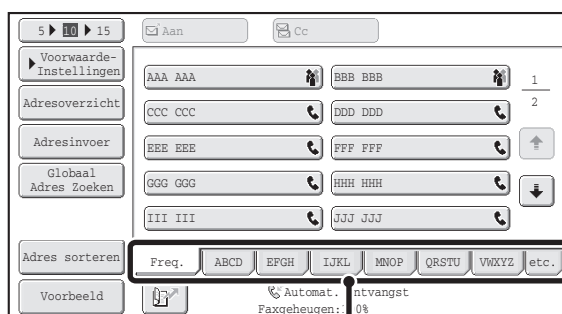 5 10 15
Aan
Cc
Voorwaarde-
Instellingen
AAA AAA
BBB BBB
1
2
Adresoverzicht
CCC CCC
DDD DDD
Adresinvoer
EEE EEE
FFF FFF
Globaal
Adres Zoeken
GGG GGG
HHH HHH
III III
JJJ JJJ
Adres sorteren
Freq.
ABCD
EFGH
IJKL
MNOP
QRSTU
VWXYZ
etc.
Voorbeeld
Automat. ntvangst
Faxgeheugen: 0%